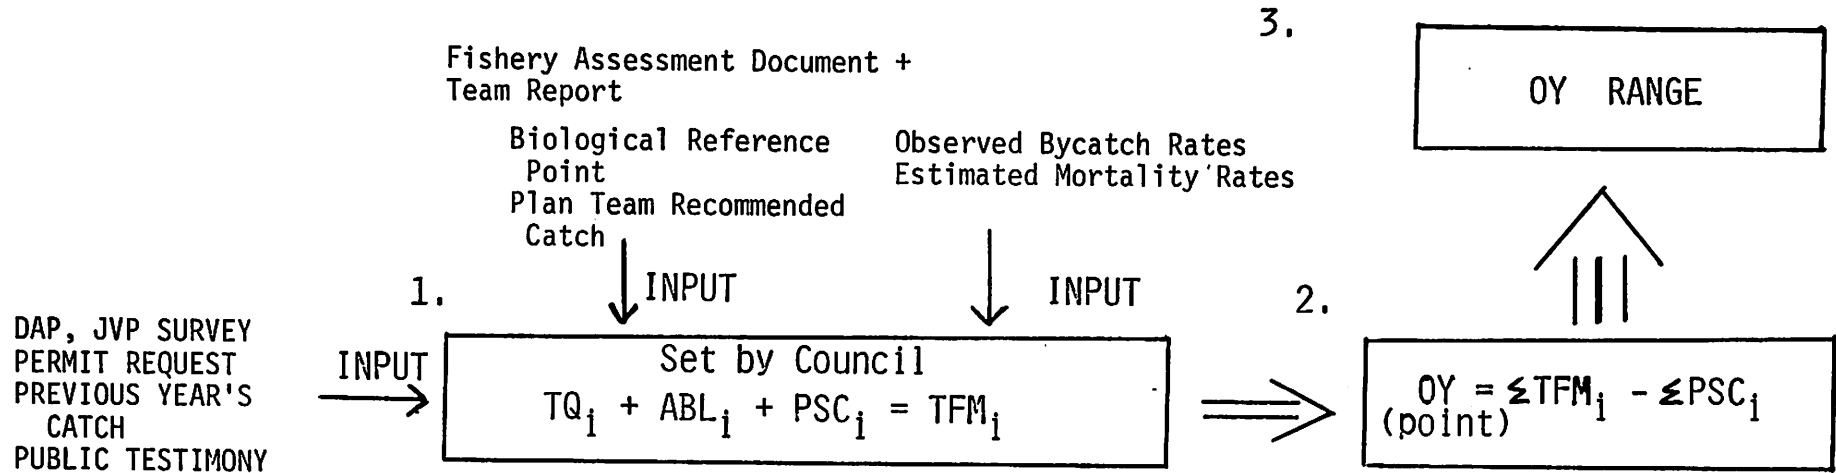 3.
Fishery Assessment Document +
Team Report
OY RANGE
Biological Reference
Point
Plan Team Recommended
Catch
Observed Bycatch Rates
Estimated Mortality Rates
1.
INPUT
INPUT
2.
DAP, JVP SURVEY
PERMIT REQUEST
PREVIOUS YEAR'S
CATCH
PUBLIC TESTIMONY
INPUT
Set by Council
TQi + ABLi + PSCi = TFMi
OY = ΣTFMi - ΣPSCi
(point)